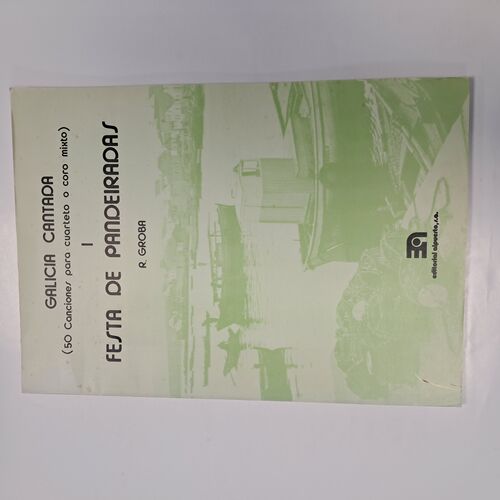 GALICIA CANTADA
(50 Canciones para cuarteto o coro mixto)
I
FESTA DE PANDEIRADAS
R. GROBA
editorial alpuerto, s.a.